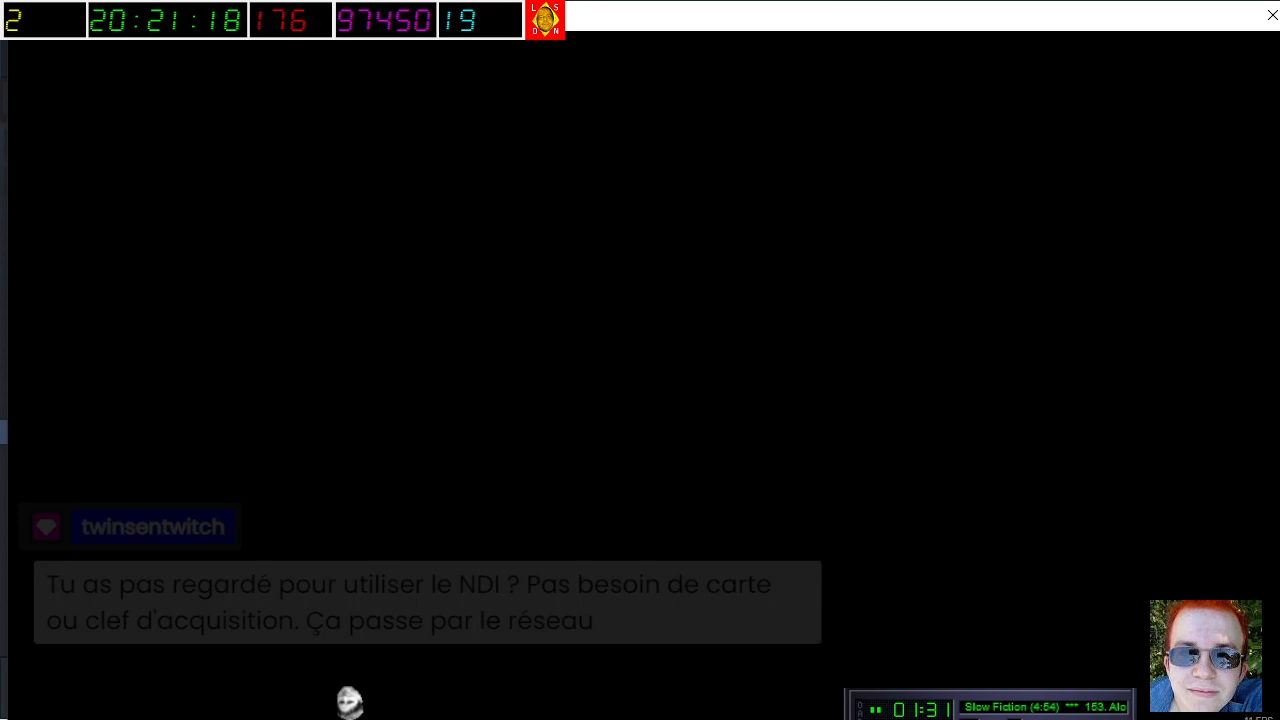 2
20:21:18
176
97450
19
L S
D N
twinsentwitch
Tu as pas regardé pour utiliser le NDI ? Pas besoin de carte
ou clef d'acquisition. Ça passe par le réseau
01:31
Slow Fiction (4:54) *** 153. Alo